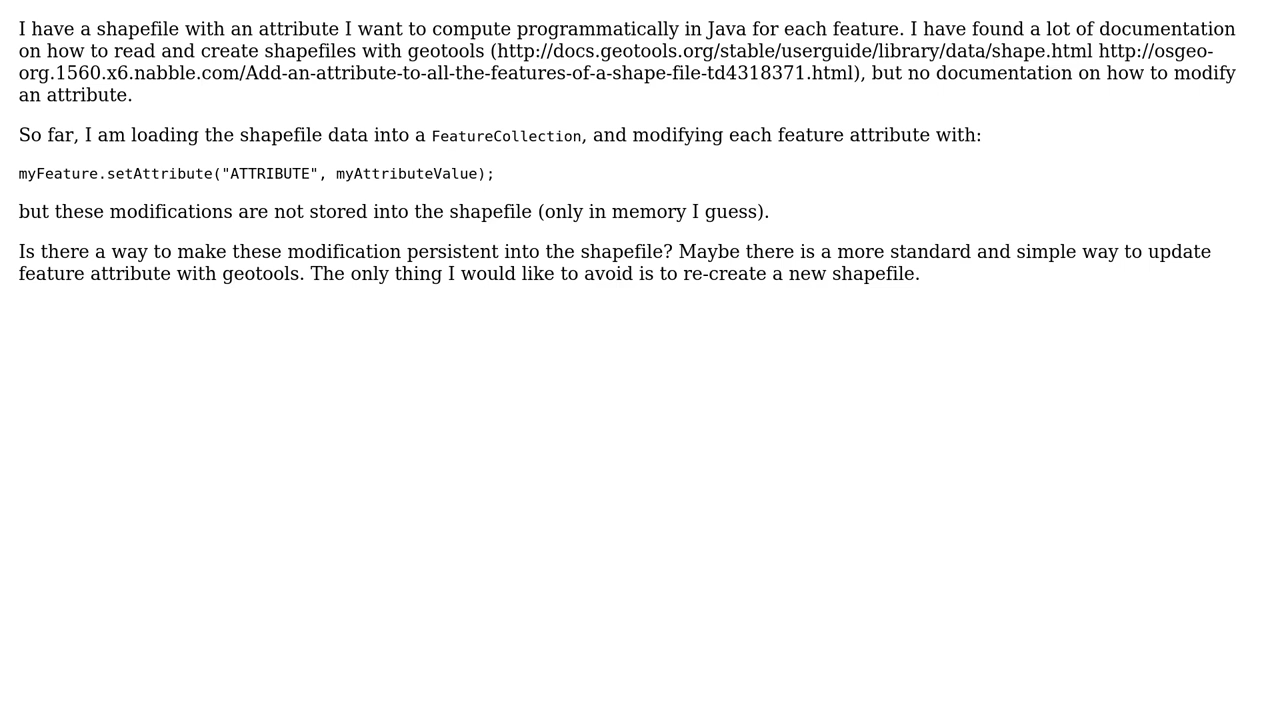 I have a shapefile with an attribute I want to compute programmatically in Java for each feature. I have found a lot of documentation
on how to read and create shapefiles with geotools (http://docs.geotools.org/stable/userguide/library/data/shape.html http://osgeo-
org.1560.x6.nabble.com/Add-an-attribute-to-all-the-features-of-a-shape-file-td4318371.html), but no documentation on how to modify
an attribute.
So far, I am loading the shapefile data into a FeatureCollection, and modifying each feature attribute with:
myFeature.setAttribute("ATTRIBUTE", myAttributeValue);
but these modifications are not stored into the shapefile (only in memory I guess).
Is there a way to make these modification persistent into the shapefile? Maybe there is a more standard and simple way to update
feature attribute with geotools. The only thing I would like to avoid is to re-create a new shapefile.